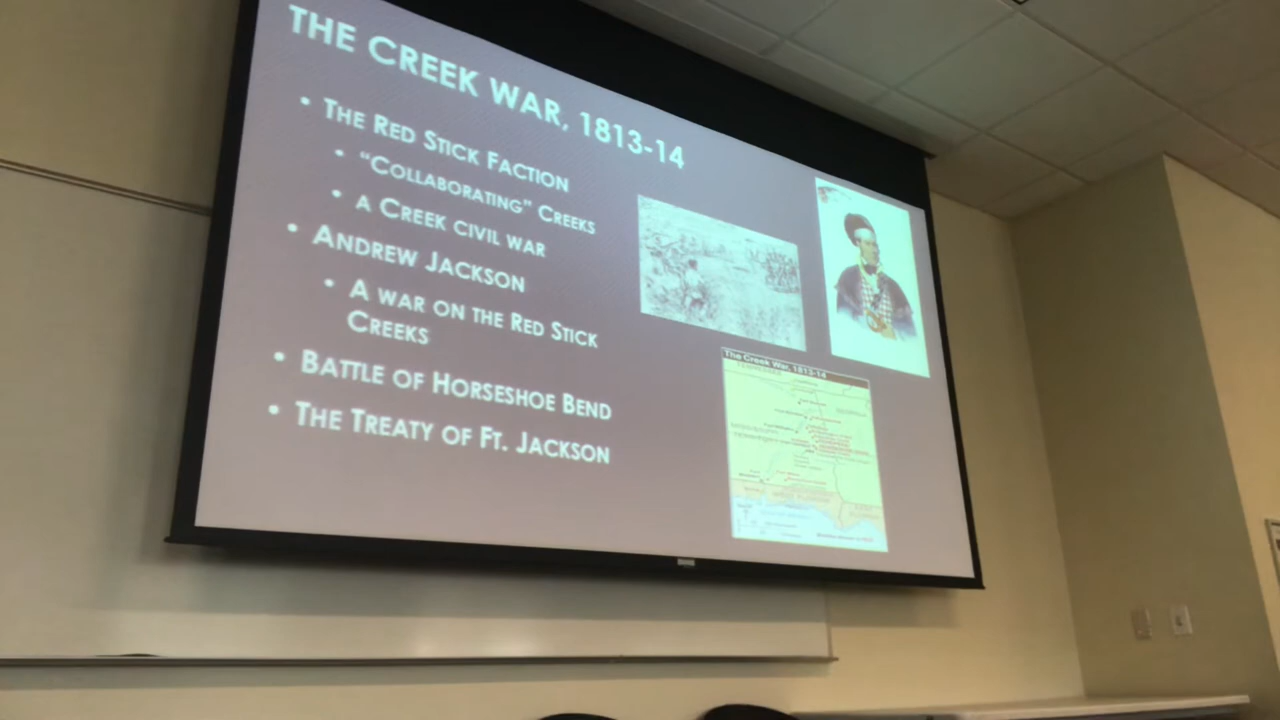 THE CREEK WAR, 1813-14
• THE RED STICK FACTION
• "COLLABORATING" CREEKS
• A CREEK CIVIL WAR
• ANDREW JACKSON
• A WAR ON THE RED STICK
CREEKS
• BATTLE OF HORSESHOE BEND
• THE TREATY OF FT. JACKSON
The Creek War, 1813-14
TENNESSEE